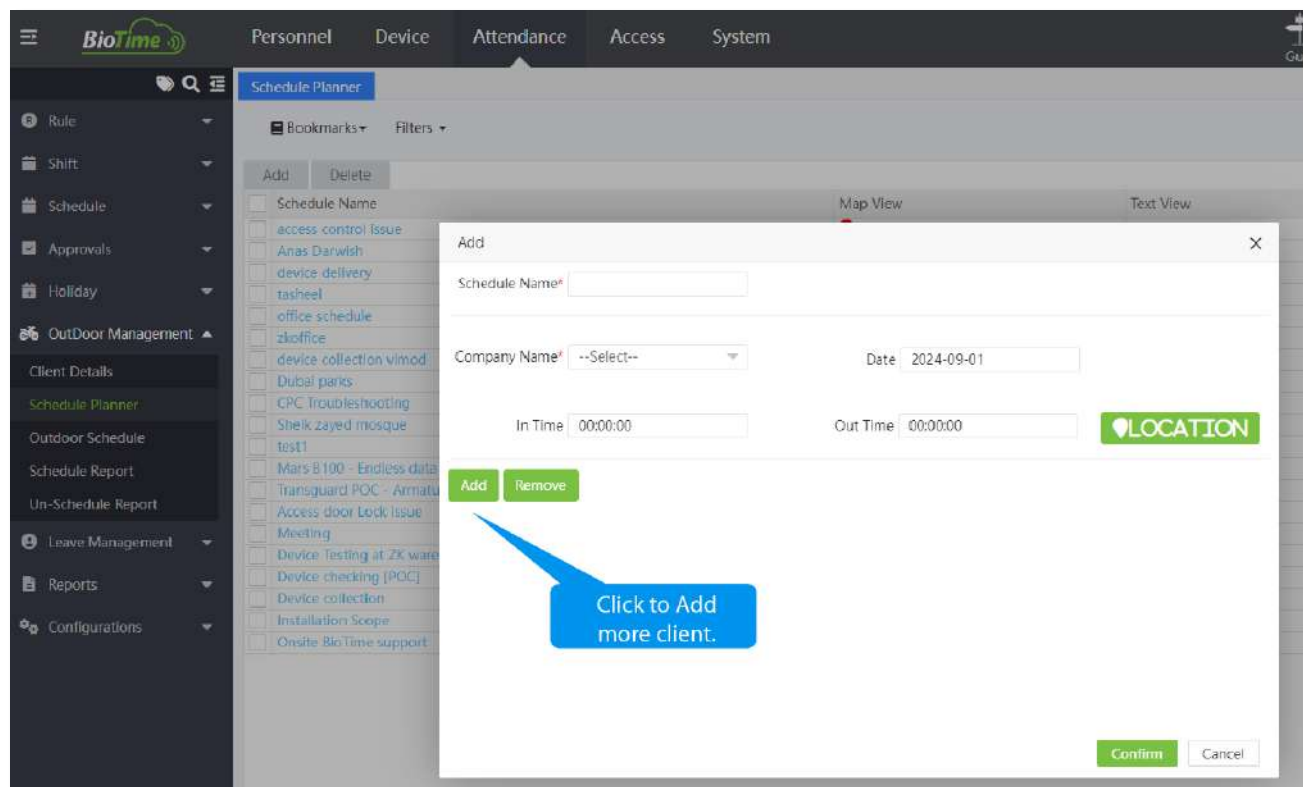 BioTime
Personnel Device Attendance Access System
Gu
Schedule Planner
Rule
Bookmarks Filters
Shift
Add Delete
Schedule
Schedule Name Map View Text View
access control issue
Approvals
Anas Darwish
device delivery
Holiday
tasheel
office schedule
OutDoor Management
zkoffice
device collection vimod
Client Details
Dubai parks
Schedule Planner
CPC Troubleshooting
Sheik zayed mosque
Outdoor Schedule
test1
Schedule Report
Mars B100 - Endless data
Transguard POC - Armatu
Un-Schedule Report
Access door Lock Issue
Leave Management
Meeting
Device Testing at ZK ware
Reports
Device checking [POC]
Device collection
Configurations
Installation Scope
Onsite BioTime support
Add
Schedule Name*
Company Name* --Select-- Date 2024-09-01
In Time 00:00:00 Out Time 00:00:00 LOCATION
Add Remove
Click to Add
more client.
Confirm Cancel